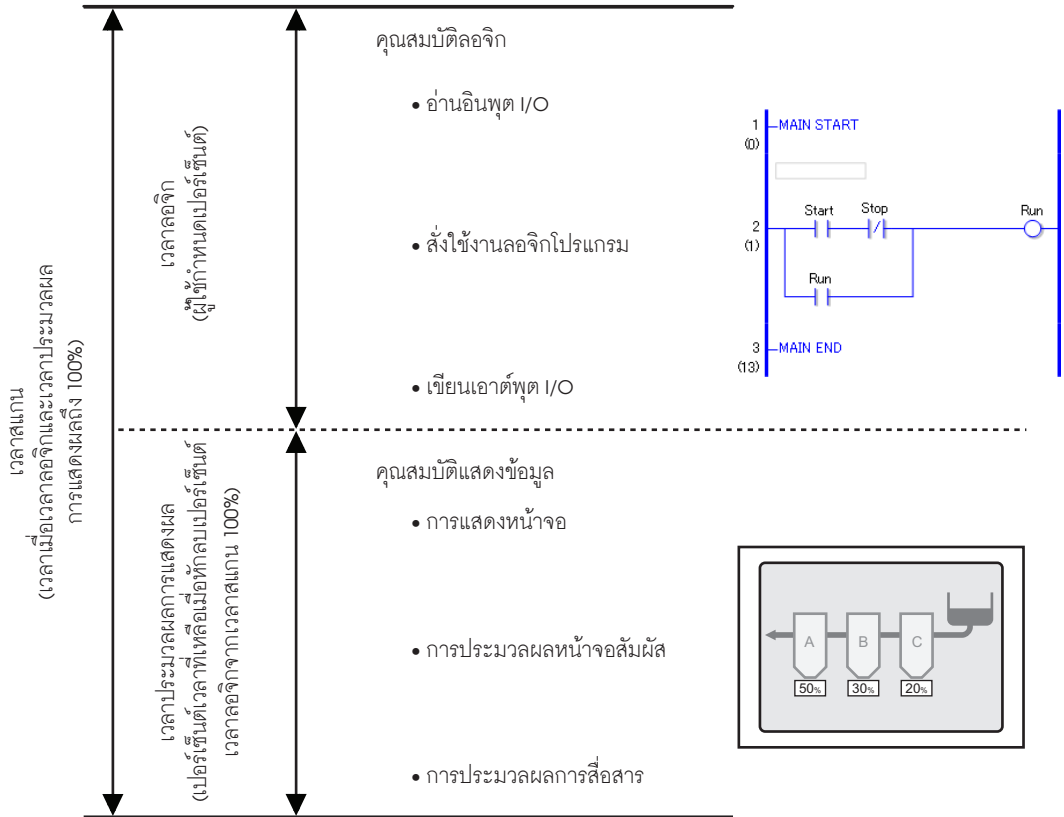 เวลาสแกน
(เวลาเมื่อเวลาลอจิกและเวลาประมวลผล
การแสดงผลถึง 100%)
เวลาลอจิก
(ผู้ใช้กำหนดเปอร์เซ็นต์)
คุณสมบัติลอจิก
• อ่านอินพุต I/O
• สั่งใช้งานลอจิกโปรแกรม
• เขียนเอาต์พุต I/O
1
(0)
MAIN START
2
(1)
Start
Stop
Run
Run
3
(13)
MAIN END
เวลาประมวลผลการแสดงผล
(เปอร์เซ็นต์เวลาที่เหลือเมื่อหักลบเปอร์เซ็นต์
เวลาลอจิกจากเวลาสแกน 100%)
คุณสมบัติแสดงข้อมูล
• การแสดงหน้าจอ
• การประมวลผลหน้าจอสัมผัส
• การประมวลผลการสื่อสาร
A
B
C
50%
30%
20%